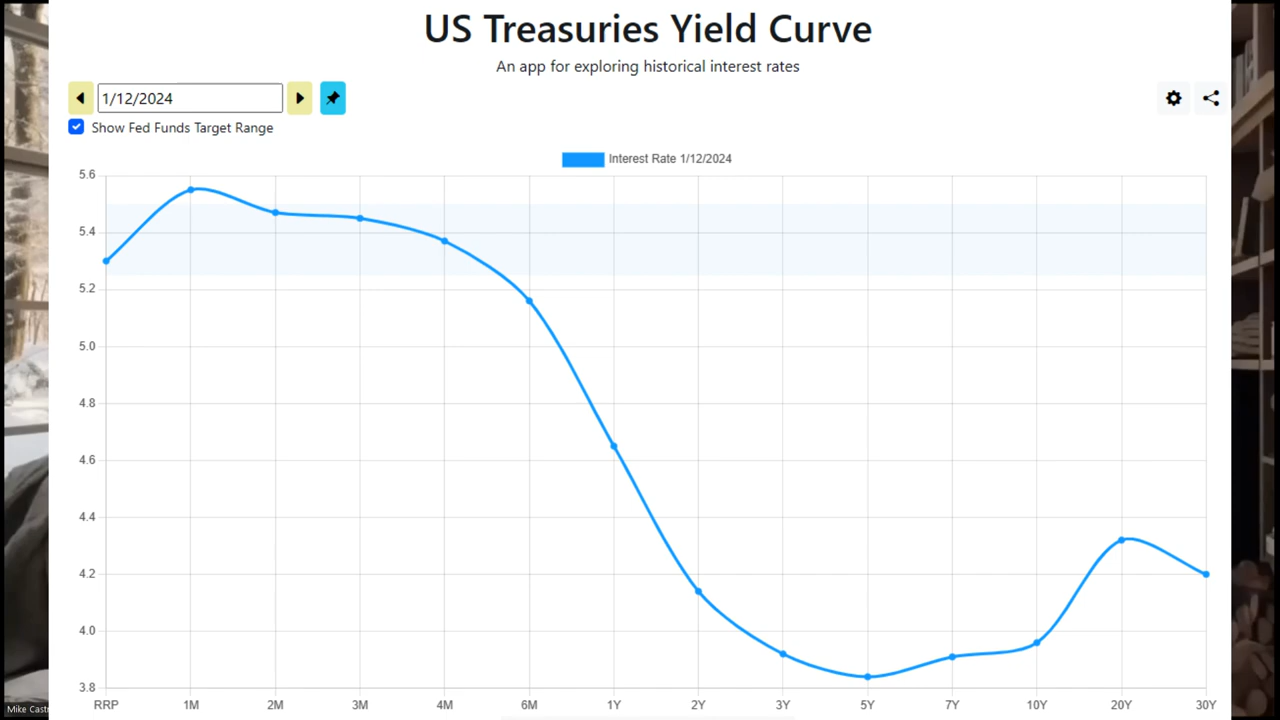 US Treasuries Yield Curve
An app for exploring historical interest rates
1/12/2024
Show Fed Funds Target Range
Interest Rate 1/12/2024
5.6
5.4
5.2
5.0
4.8
4.6
4.4
4.2
4.0
3.8
RRP 1M 2M 3M 4M 6M 1Y 2Y 3Y 5Y 7Y 10Y 20Y 30Y
Mike